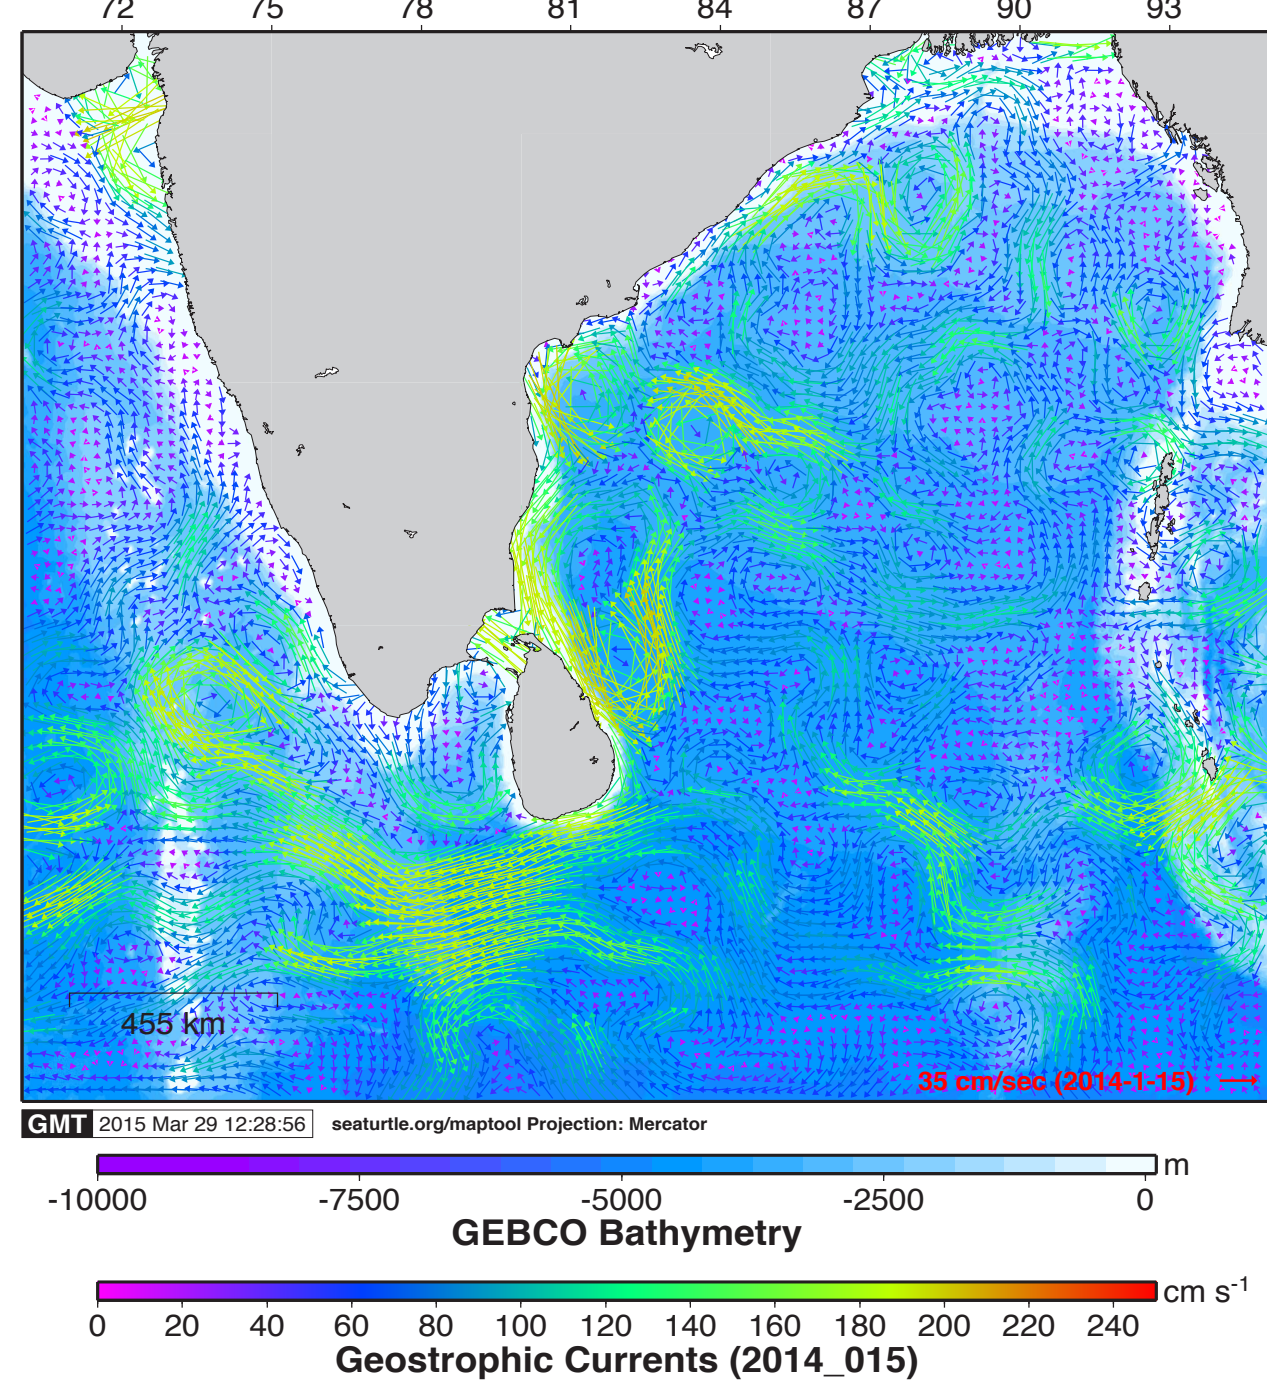 72 75 78 81 84 87 90 93
455 km
35 cm/sec (2014-1-15)
GMT 2015 Mar 29 12:28:56 seaturtle.org/maptool Projection: Mercator
m
-10000 -7500 -5000 -2500 0
GEBCO Bathymetry
cm s-1
0 20 40 60 80 100 120 140 160 180 200 220 240
Geostrophic Currents (2014_015)